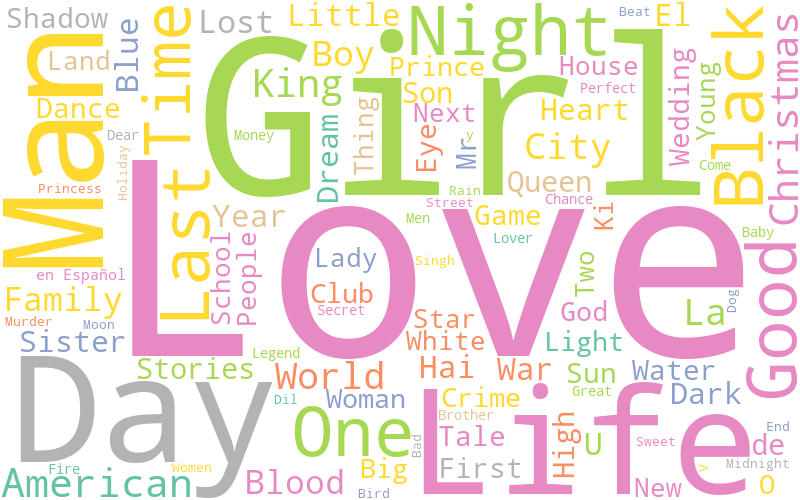 Shadow
Lost
Little
Night
Beat
El
Land
Blue
Time
Boy
Prince
House
Perfect
Man
Girl
King
Son
Next
Heart
Wedding
Young
Black
Christmas
Dance
Dear
Money
Dream
Thing
Eye
Mr
y
City
Come
Holiday
Princess
Last
Year
Rain
Queen
Street
Chance
Men
Game
Ki
Lover
Baby
Love
School
People
Lady
Singh
Two
Good
en Español
Family
Club
Secret
Star
God
La
Dog
Murder
Moon
Sister
Legend
White
Light
Day
Stories
World
Hai
War
Sun
Water
Great
Dark
Dil
Woman
Crime
Life
American
One
Brother
Tale
Bad
High
U
Sweet
End
de
Fire
Women
Blood
Big
Bird
First
v
New
Midnight
O